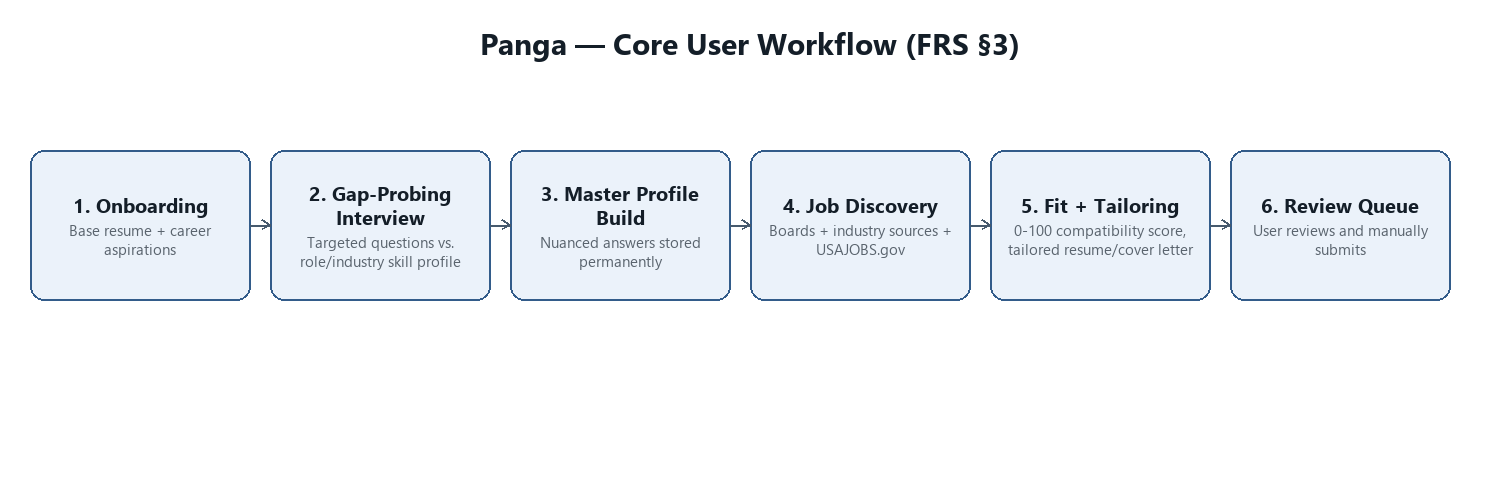 Panga — Core User Workflow (FRS §3)
1. Onboarding
Base resume + career
aspirations
2. Gap-Probing
Interview
Targeted questions vs.
role/industry skill profile
3. Master Profile
Build
Nuanced answers stored
permanently
4. Job Discovery
Boards + industry sources +
USAJOBS.gov
5. Fit + Tailoring
0-100 compatibility score,
tailored resume/cover letter
6. Review Queue
User reviews and manually
submits